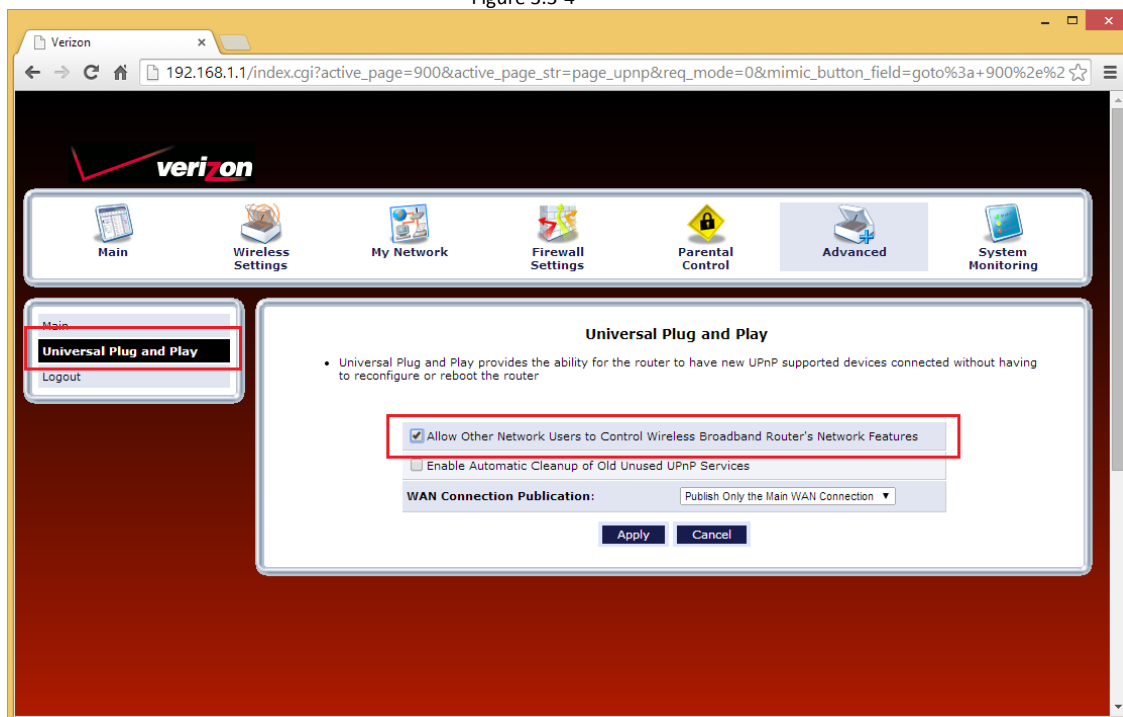 Figure 3.3-4
Verizon
192.168.1.1/index.cgi?active_page=900&active_page_str=page_upnp&req_mode=0&mimic_button_field=goto%3a+900%2e%2
verizon
Main
Wireless Settings
My Network
Firewall Settings
Parental Control
Advanced
System Monitoring
Main
Universal Plug and Play
Logout
Universal Plug and Play
• Universal Plug and Play provides the ability for the router to have new UPnP supported devices connected without having
to reconfigure or reboot the router
Allow Other Network Users to Control Wireless Broadband Router's Network Features
Enable Automatic Cleanup of Old Unused UPnP Services
WAN Connection Publication: Publish Only the Main WAN Connection
Apply Cancel